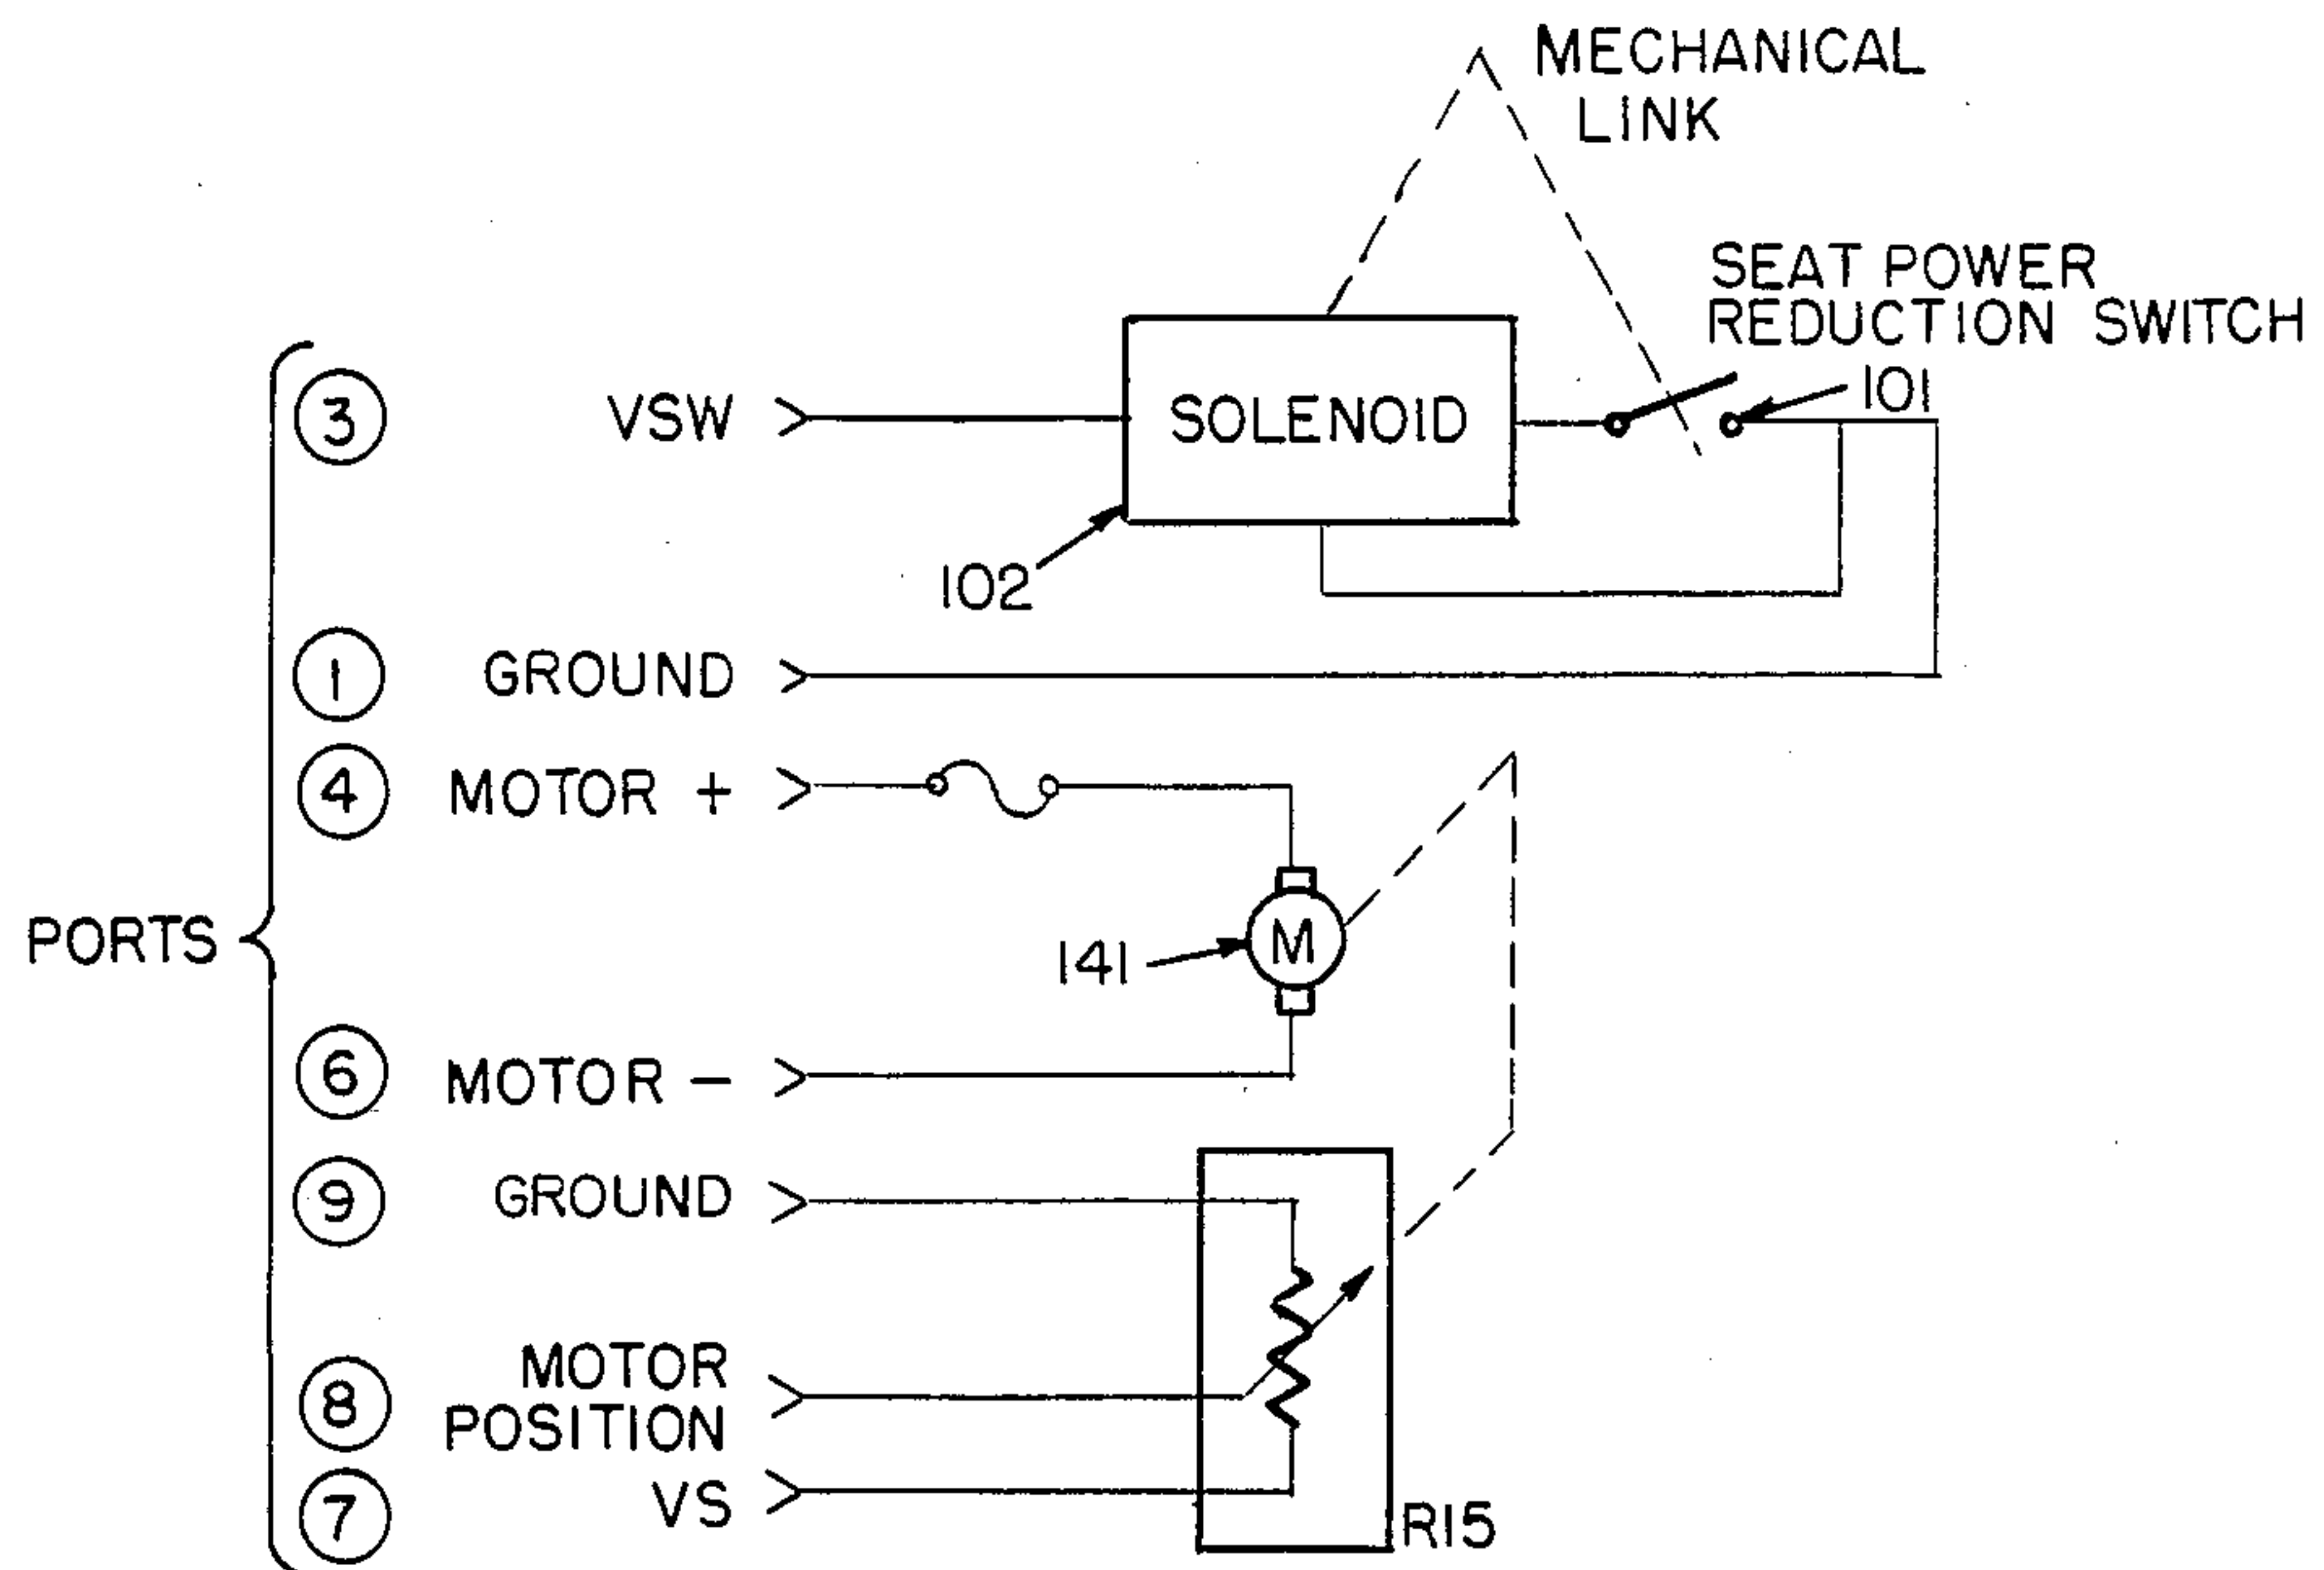 MECHANICAL
LINK
SEAT POWER
REDUCTION SWITCH
101
3 VSW
SOLENOID
102
1 GROUND
4 MOTOR +
PORTS
M
141
6 MOTOR –
9 GROUND
8 MOTOR
POSITION
7 VS
R15